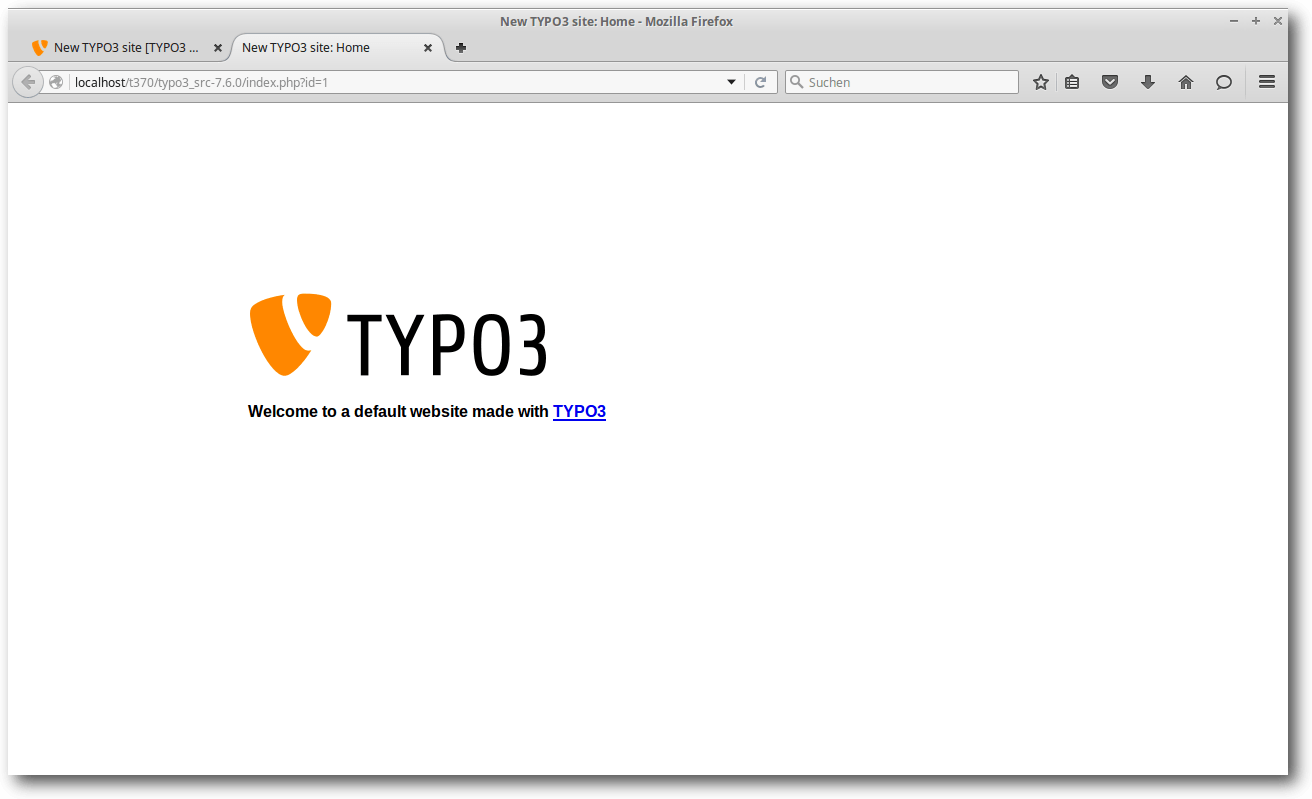 New TYPO3 site: Home - Mozilla Firefox
New TYPO3 site [TYPO3 ...
New TYPO3 site: Home
localhost/t370/typo3_src-7.6.0/index.php?id=1
Suchen
TYPO3
Welcome to a default website made with TYPO3